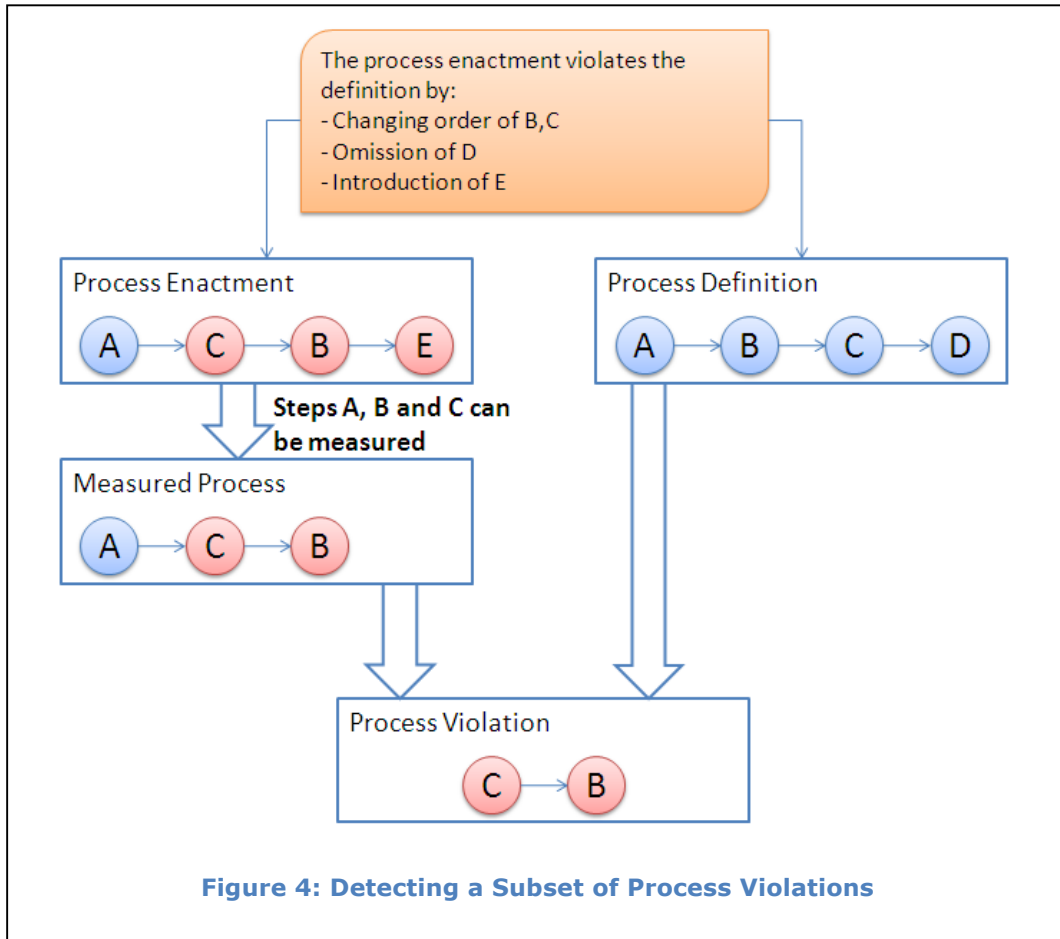 The process enactment violates the
definition by:
- Changing order of B,C
- Omission of D
- Introduction of E
Process Enactment
A C B E
Process Definition
A B C D
Steps A, B and C can
be measured
Measured Process
A C B
Process Violation
C B
Figure 4: Detecting a Subset of Process Violations